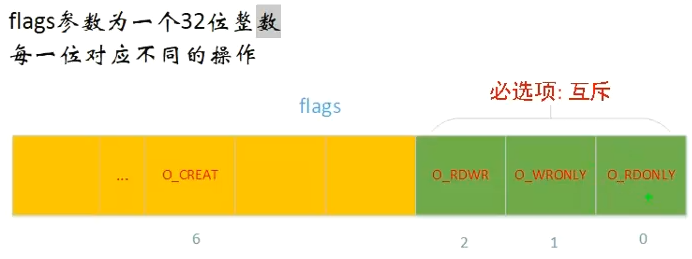 flags参数为一个32位整数
每一位对应不同的操作
必选项: 互斥
flags
... O_CREAT O_RDWR O_WRONLY O_RDONLY
6 2 1 0